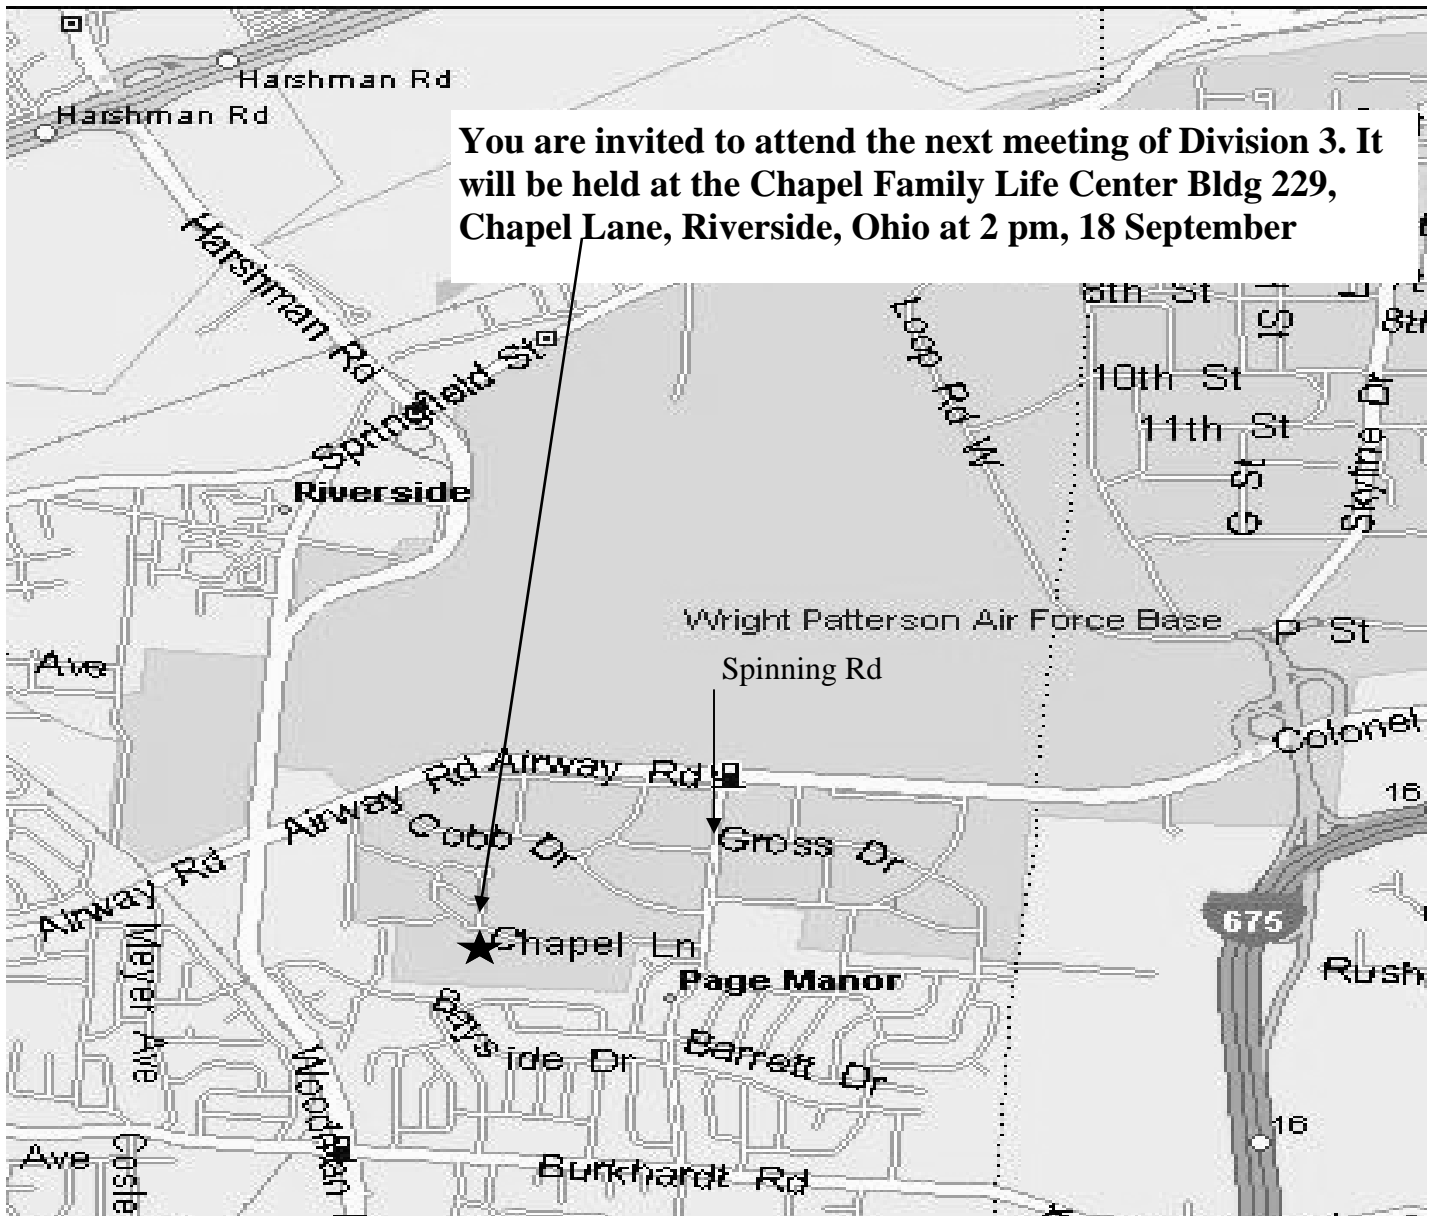 Harshman Rd
Harshman Rd
You are invited to attend the next meeting of Division 3. It
will be held at the Chapel Family Life Center Bldg 229,
Chapel Lane, Riverside, Ohio at 2 pm, 18 September
Harshman Rd
Loop Rd W
8th St
Springfield St
10th St
Skyline Dr
11th St
G St
Riverside
Wright Patterson Air Force Base
P St
Ave
Spinning Rd
Colonel
Airway Rd
Airway Rd
16
Airway Rd
Cobb Dr
Gross Dr
675
Chapel Ln
Page Manor
Rush
Meyer Ave
Bayside Dr
Barrett Dr
Woodman
16
Ave
Burkhardt Rd